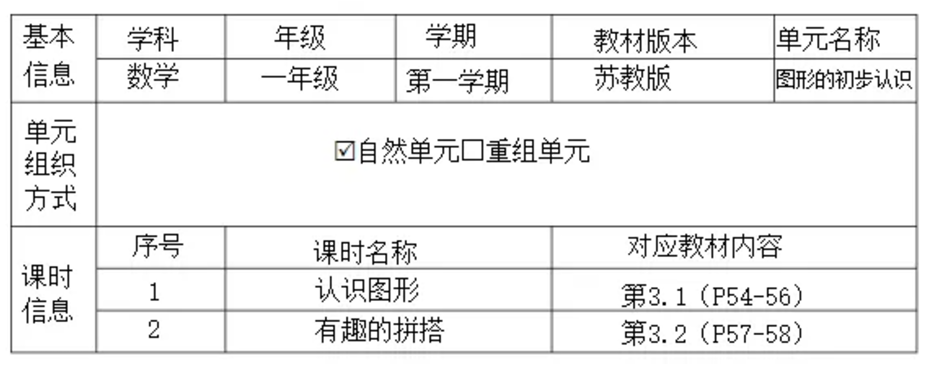 基本信息 学科 年级 学期 教材版本 单元名称
数学 一年级 第一学期 苏教版 图形的初步认识
单元组织方式 ☑自然单元☐重组单元
课时信息 序号 课时名称 对应教材内容
1 认识图形 第3.1（P54-56）
2 有趣的拼搭 第3.2（P57-58）